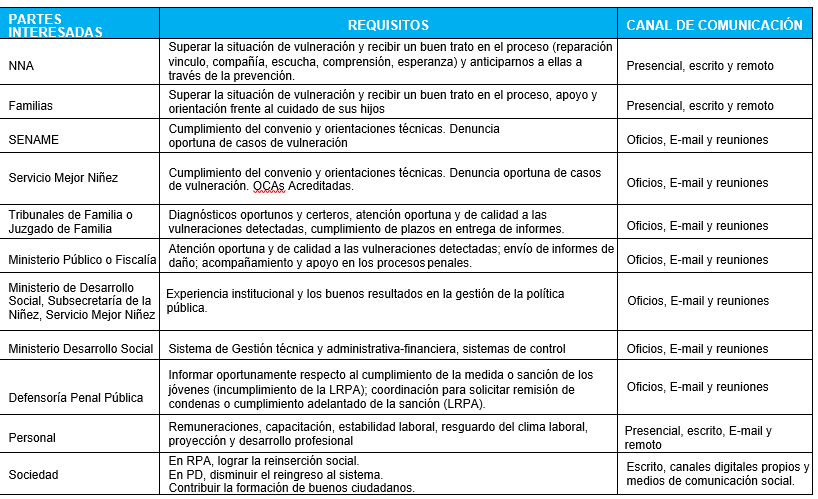 PARTES
INTERESADAS
REQUISITOS
CANAL DE COMUNICACIÓN
NNA
Superar la situación de vulneración y recibir un buen trato en el proceso (reparación
vinculo, compañía, escucha, comprensión, esperanza) y anticiparnos a ellas a
través de la prevención.
Presencial, escrito y remoto
Familias
Superar la situación de vulneración y recibir un buen trato en el proceso, apoyo y
orientación frente al cuidado de sus hijos
Presencial, escrito y remoto
SENAME
Cumplimiento del convenio y orientaciones técnicas. Denuncia
oportuna de casos de vulneración
Oficios, E-mail y reuniones
Servicio Mejor Niñez
Cumplimiento del convenio y orientaciones técnicas. Denuncia oportuna de casos
de vulneración. OCAs Acreditadas.
Oficios, E-mail y reuniones
Tribunales de Familia o
Juzgado de Familia
Diagnósticos oportunos y certeros, atención oportuna y de calidad a las
vulneraciones detectadas, cumplimiento de plazos en entrega de informes.
Oficios, E-mail y reuniones
Ministerio Público o Fiscalía
Atención oportuna y de calidad a las vulneraciones detectadas; envío de informes de
daño; acompañamiento y apoyo en los procesos penales.
Oficios, E-mail y reuniones
Ministerio de Desarrollo
Social, Subsecretaría de la
Niñez, Servicio Mejor Niñez
Experiencia institucional y los buenos resultados en la gestión de la política
pública.
Oficios, E-mail y reuniones
Ministerio Desarrollo Social
Sistema de Gestión técnica y administrativa-financiera, sistemas de control
Oficios, E-mail y reuniones
Defensoría Penal Pública
Informar oportunamente respecto al cumplimiento de la medida o sanción de los
jóvenes (incumplimiento de la LRPA); coordinación para solicitar remisión de
condenas o cumplimiento adelantado de la sanción (LRPA).
Oficios, E-mail y reuniones
Personal
Remuneraciones, capacitación, estabilidad laboral, resguardo del clima laboral,
proyección y desarrollo profesional
Presencial, escrito, E-mail y
remoto
Sociedad
En RPA, lograr la reinserción social.
En PD, disminuir el reingreso al sistema.
Contribuir la formación de buenos ciudadanos.
Escrito, canales digitales propios y
medios de comunicación social.